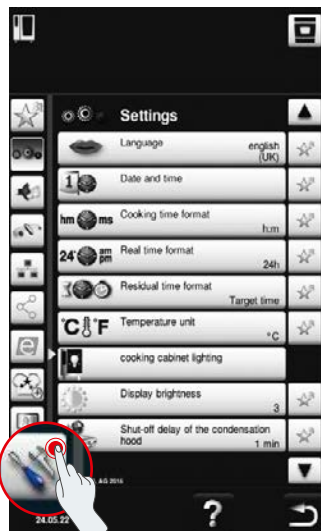 Settings
Language
english
(UK)
1
Date and time
hm ms
Cooking time format
h:m
24° am
pm
Real time format
24h
Residual time format
Target time
°C °F
Temperature unit
°C
cooking cabinet lighting
Display brightness
3
Shut-off delay of the condensation
hood
1 min
AG 2016
24.05.22
?